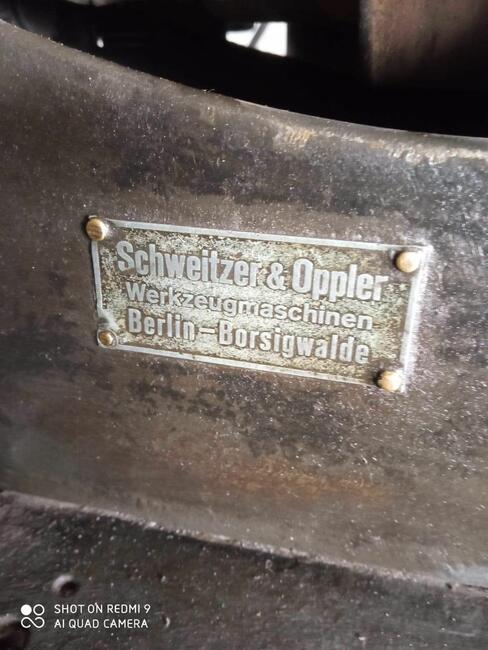 Schweitzer & Oppler
Werkzeugmaschinen
Berlin-Borsigwalde
SHOT ON REDMI 9
AI QUAD CAMERA